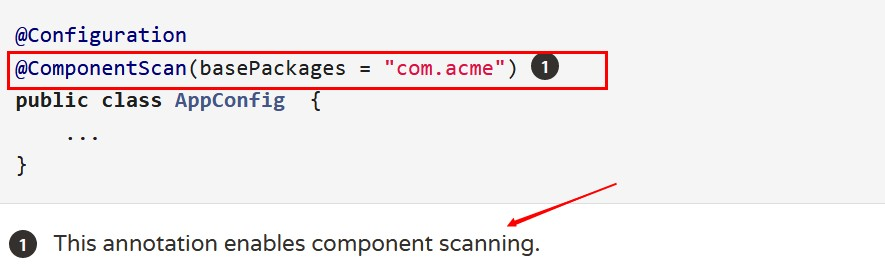 @Configuration
@ComponentScan(basePackages = "com.acme") 1
public class AppConfig  {
    ...
}
1 This annotation enables component scanning.